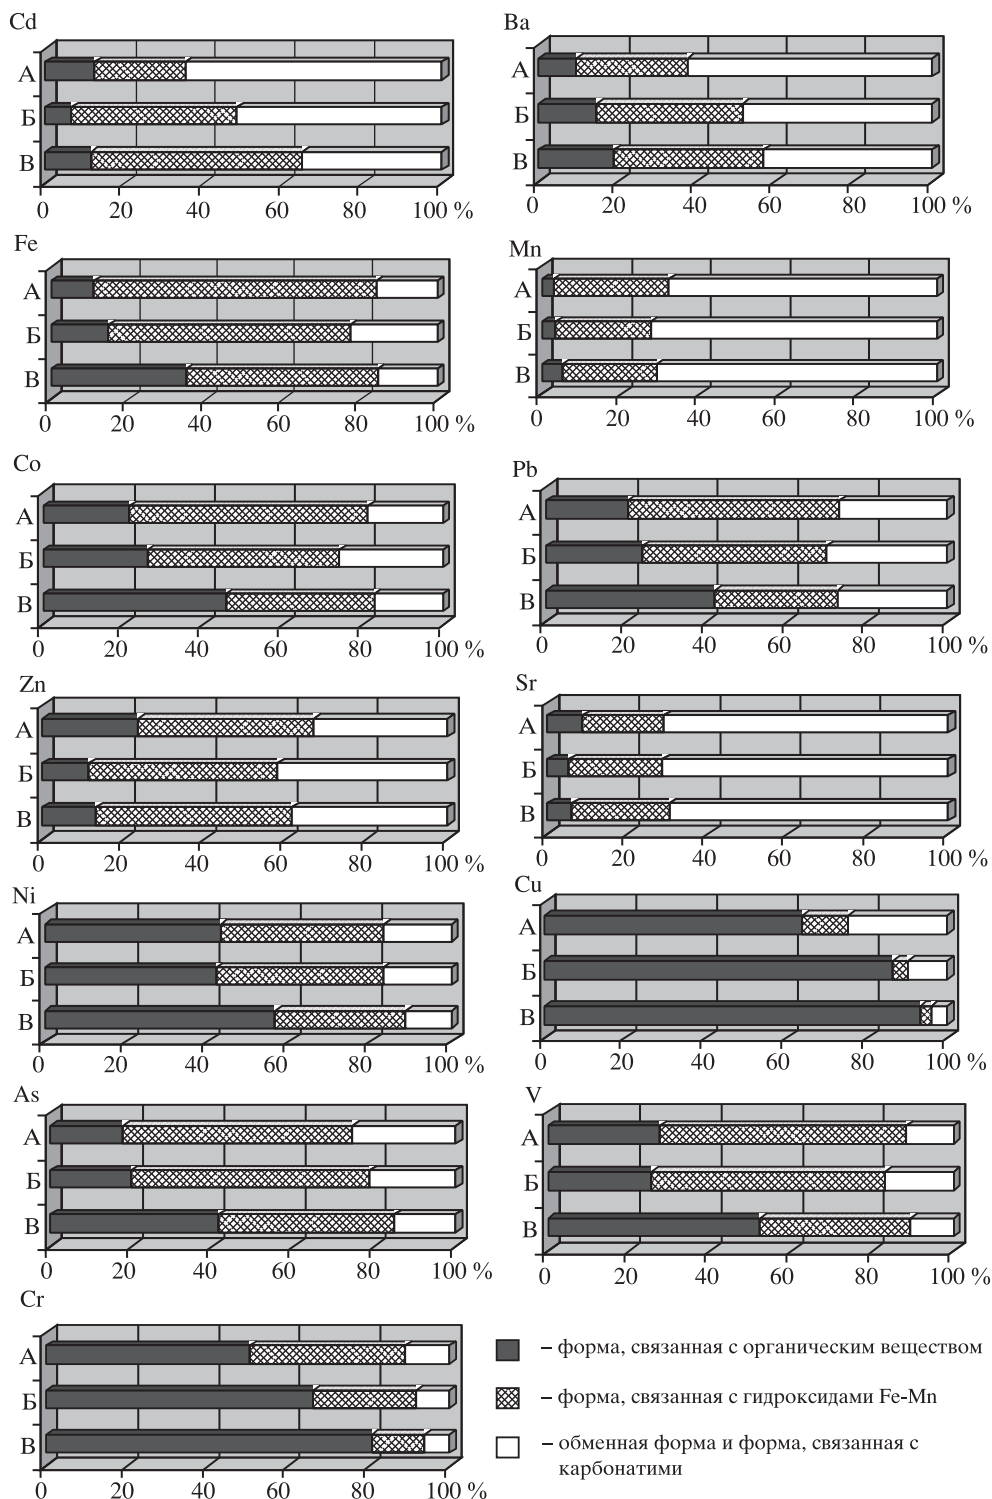 Cd
А
Б
В
0 20 40 60 80 100 %
Ba
А
Б
В
0 20 40 60 80 100 %
Fe
А
Б
В
0 20 40 60 80 100 %
Mn
А
Б
В
0 20 40 60 80 100 %
Co
А
Б
В
0 20 40 60 80 100 %
Pb
А
Б
В
0 20 40 60 80 100 %
Zn
А
Б
В
0 20 40 60 80 100 %
Sr
А
Б
В
0 20 40 60 80 100 %
Ni
А
Б
В
0 20 40 60 80 100 %
Cu
А
Б
В
0 20 40 60 80 100 %
As
А
Б
В
0 20 40 60 80 100 %
V
А
Б
В
0 20 40 60 80 100 %
Cr
А
Б
В
0 20 40 60 80 100 %
– форма, связанная с органическим веществом
– форма, связанная с гидроксидами Fe-Mn
– обменная форма и форма, связанная с
карбонатими